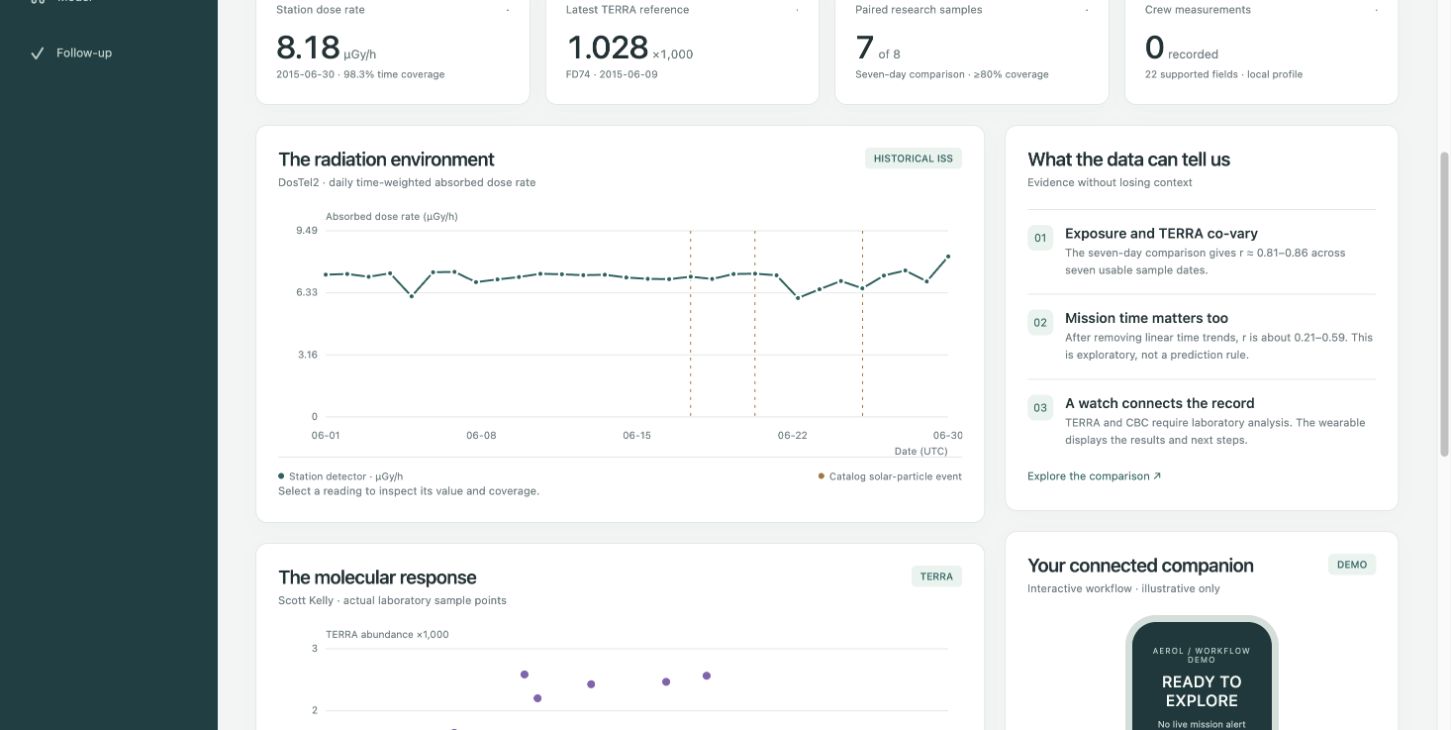 Follow-up
Station dose rate
8.18 µGy/h
2015-06-30 · 98.3% time coverage
Latest TERRA reference
1.028 ×1,000
FD74 · 2015-06-09
Paired research samples
7 of 8
Seven-day comparison · ≥80% coverage
Crew measurements
0 recorded
22 supported fields · local profile
The radiation environment
HISTORICAL ISS
DosTel2 · daily time-weighted absorbed dose rate
Absorbed dose rate (µGy/h)
9.49
6.33
3.16
0
06-01 06-08 06-15 06-22 06-30
Date (UTC)
Station detector · µGy/h
Catalog solar-particle event
Select a reading to inspect its value and coverage.
What the data can tell us
Evidence without losing context
01
Exposure and TERRA co-vary
The seven-day comparison gives r ≈ 0.81–0.86 across
seven usable sample dates.
02
Mission time matters too
After removing linear time trends, r is about 0.21–0.59. This
is exploratory, not a prediction rule.
03
A watch connects the record
TERRA and CBC require laboratory analysis. The wearable
displays the results and next steps.
Explore the comparison ↗
The molecular response
TERRA
Scott Kelly · actual laboratory sample points
TERRA abundance ×1,000
3
2
Your connected companion
DEMO
Interactive workflow · illustrative only
AEROL / WORKFLOW
DEMO
READY TO
EXPLORE
No live mission alert